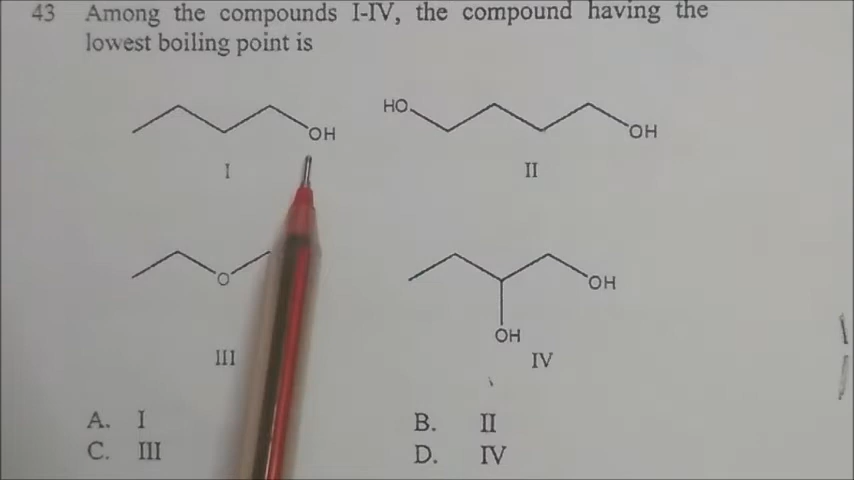 43 Among the compounds I-IV, the compound having the
lowest boiling point is
OH
I
HO
OH
II
O
III
OH
OH
IV
A. I
B. II
C. III
D. IV